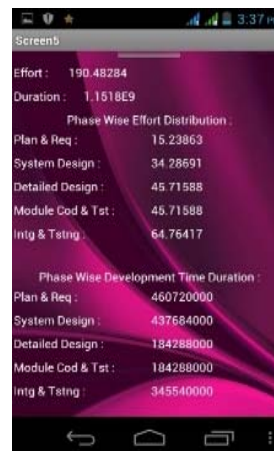 3:37 P
Screen5
Effort : 190.48284
Duration : 1.1518E9
Phase Wise Effort Distribution :
Plan & Req : 15.23863
System Design : 34.28691
Detailed Design : 45.71588
Module Cod & Tst : 45.71588
Intg & Tstng : 64.76417
Phase Wise Development Time Duration :
Plan & Req : 460720000
System Design : 437684000
Detailed Design : 184288000
Module Cod & Tst : 184288000
Intg & Tstng : 345540000